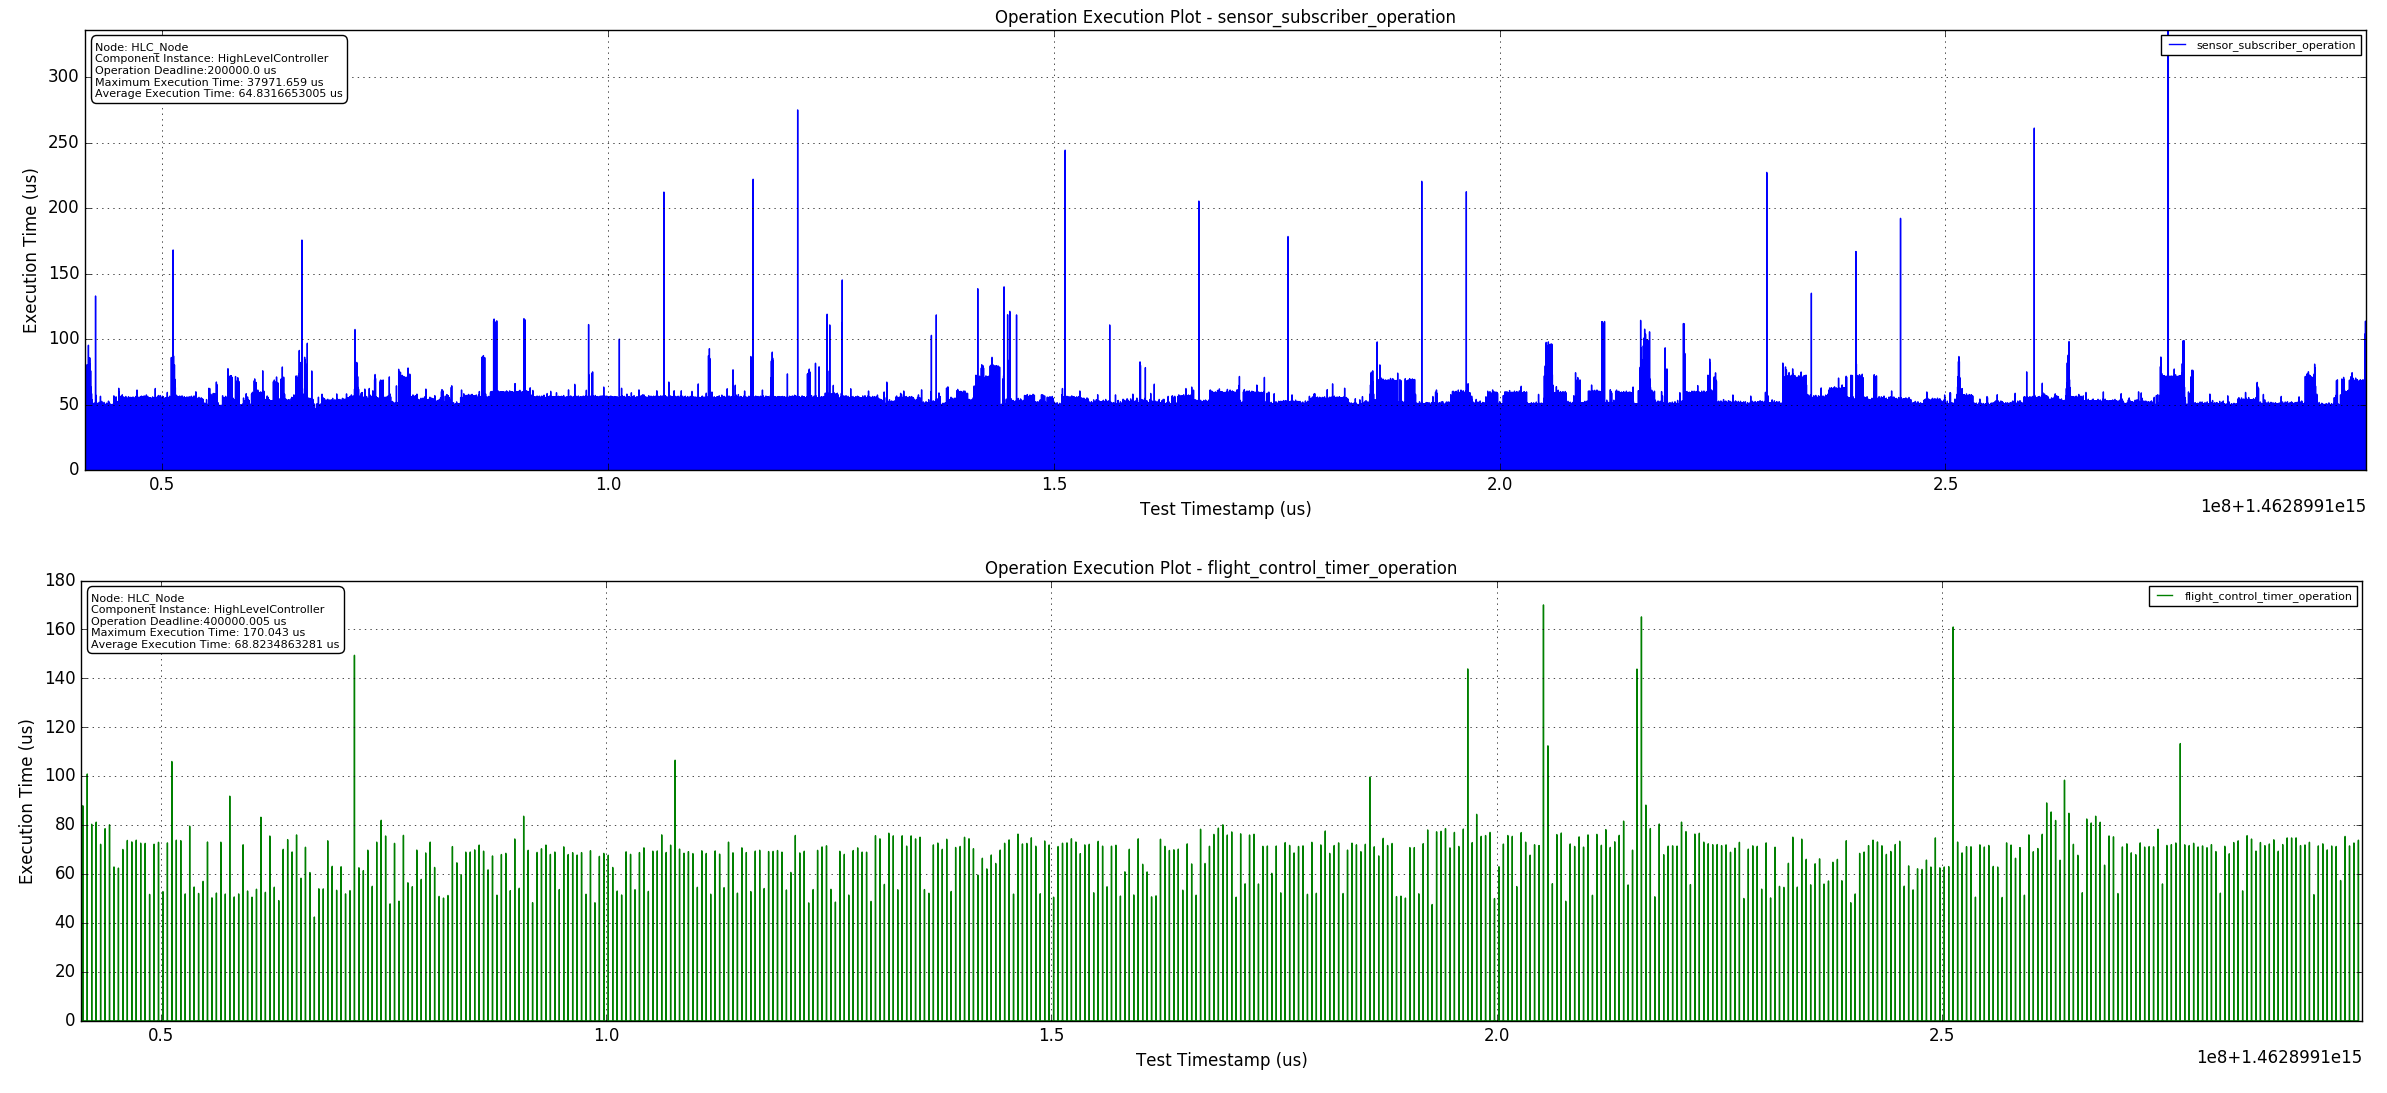 Operation Execution Plot - sensor_subscriber_operation
Node: HLC_Node
Component Instance: HighLevelController
Operation Deadline:200000.0 us
Maximum Execution Time: 37971.659 us
Average Execution Time: 64.8316653005 us
sensor_subscriber_operation
Execution Time (us)
300
250
200
150
100
50
0
0.5 1.0 1.5 2.0 2.5
Test Timestamp (us)
1e8+1.4628991e15
Operation Execution Plot - flight_control_timer_operation
Node: HLC_Node
Component Instance: HighLevelController
Operation Deadline:400000.005 us
Maximum Execution Time: 170.043 us
Average Execution Time: 68.8234863281 us
flight_control_timer_operation
Execution Time (us)
180
160
140
120
100
80
60
40
20
0
0.5 1.0 1.5 2.0 2.5
Test Timestamp (us)
1e8+1.4628991e15